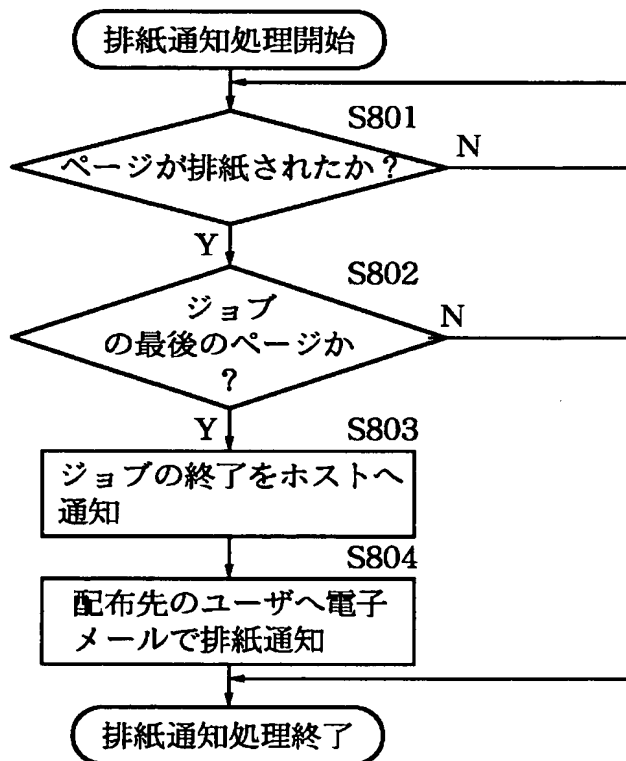 排紙通知処理開始
S801
ページが排紙されたか？
N
Y
S802
ジョブ
の最後のページか
？
N
Y
S803
ジョブの終了をホストへ
通知
S804
配布先のユーザへ電子
メールで排紙通知
排紙通知処理終了